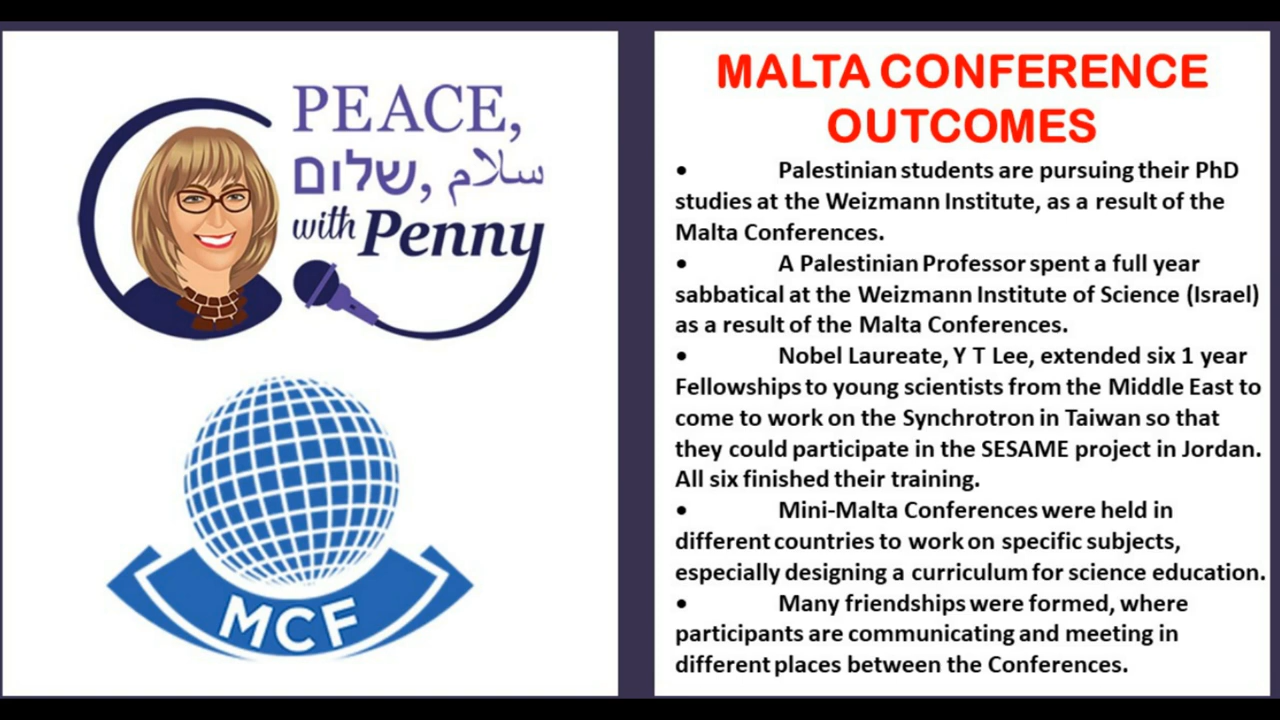 PEACE,
שלום, سلام
with Penny
MCF
MALTA CONFERENCE
OUTCOMES
• Palestinian students are pursuing their PhD
studies at the Weizmann Institute, as a result of the
Malta Conferences.
• A Palestinian Professor spent a full year
sabbatical at the Weizmann Institute of Science (Israel)
as a result of the Malta Conferences.
• Nobel Laureate, Y T Lee, extended six 1 year
Fellowships to young scientists from the Middle East to
come to work on the Synchrotron in Taiwan so that
they could participate in the SESAME project in Jordan.
All six finished their training.
• Mini-Malta Conferences were held in
different countries to work on specific subjects,
especially designing a curriculum for science education.
• Many friendships were formed, where
participants are communicating and meeting in
different places between the Conferences.